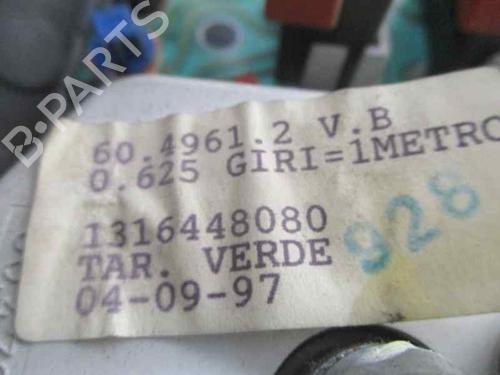 B-PARTS
60.4961.2 V.B
0.625 GIRI=1METRO
1316448080
TAR. VERDE
04-09-97
928